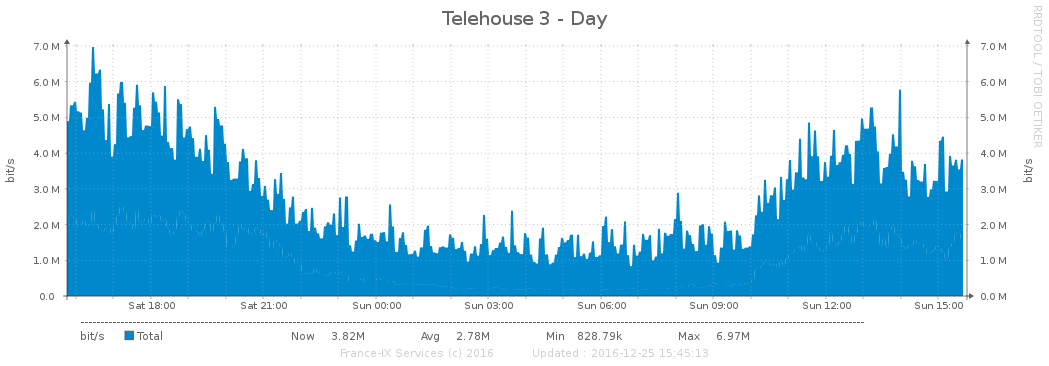 Telehouse 3 - Day
RRDTOOL / TOBI OETIKER
7.0 M 7.0 M
6.0 M 6.0 M
5.0 M 5.0 M
4.0 M 4.0 M
bit/s bit/s
3.0 M 3.0 M
2.0 M 2.0 M
1.0 M 1.0 M
0.0 0.0 M
Sat 18:00 Sat 21:00 Sun 00:00 Sun 03:00 Sun 06:00 Sun 09:00 Sun 12:00 Sun 15:00
bit/s Total Now 3.82M Avg 2.78M Min 828.79k Max 6.97M
France-IX Services (c) 2016 Updated : 2016-12-25 15:45:13